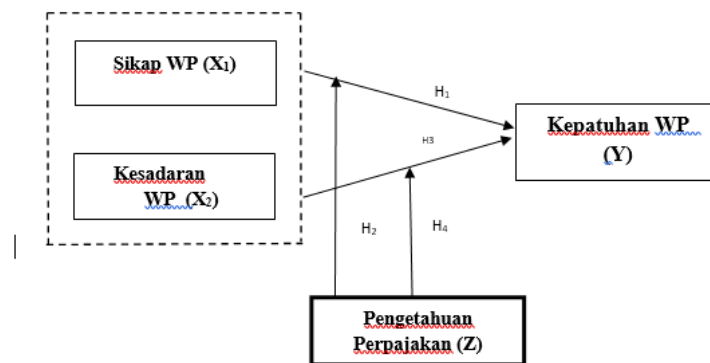 Sikap WP (X₁)
H₁
Kepatuhan WP
(Y)
H3
Kesadaran
WP (X₂)
H₂
H₄
Pengetahuan
Perpajakan (Z)